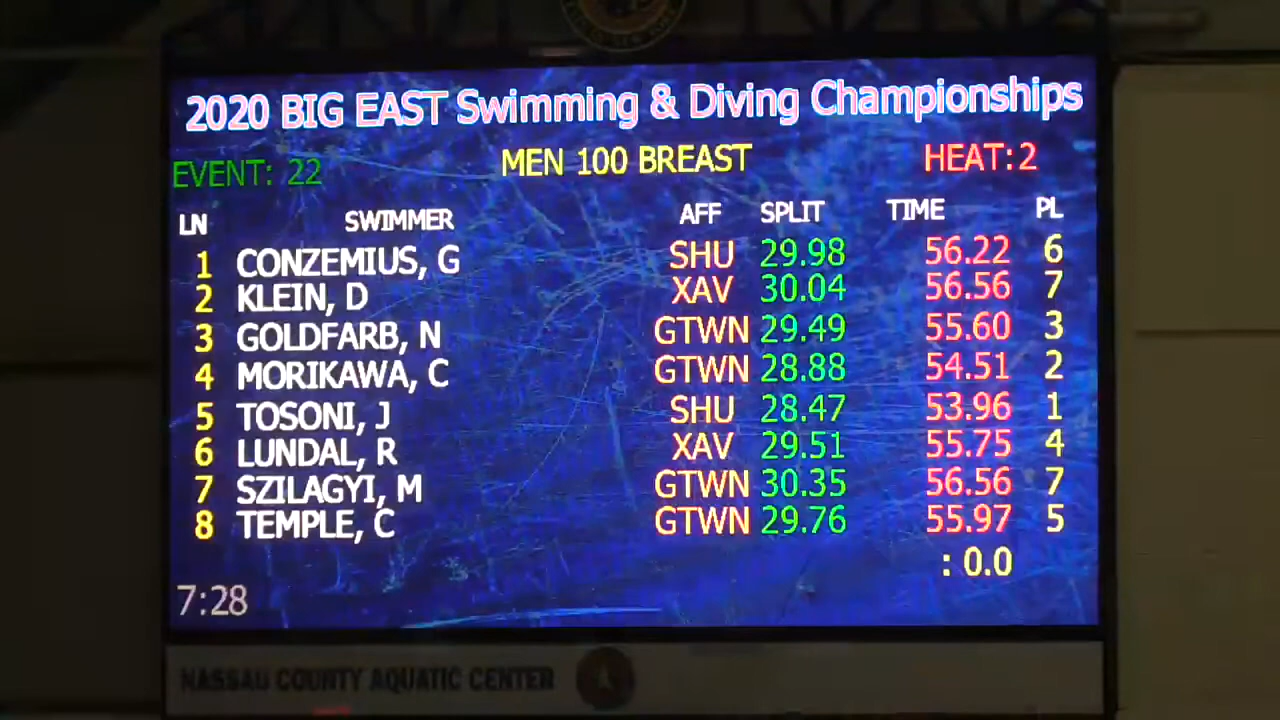 2020 BIG EAST Swimming & Diving Championships
EVENT: 22 MEN 100 BREAST HEAT:2
LN SWIMMER AFF SPLIT TIME PL
1 CONZEMIUS, G SHU 29.98 56.22 6
2 KLEIN, D XAV 30.04 56.56 7
3 GOLDFARB, N GTWN 29.49 55.60 3
4 MORIKAWA, C GTWN 28.88 54.51 2
5 TOSONI, J SHU 28.47 53.96 1
6 LUNDAL, R XAV 29.51 55.75 4
7 SZILAGYI, M GTWN 30.35 56.56 7
8 TEMPLE, C GTWN 29.76 55.97 5
: 0.0
7:28
NASSAU COUNTY AQUATIC CENTER